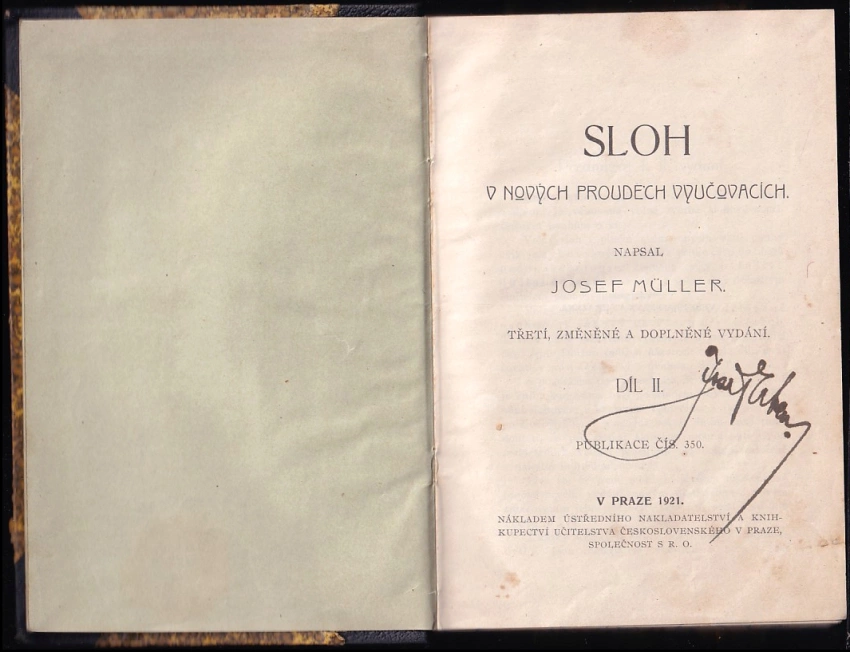 SLOH
V NOVÝCH PROUDECH VYUČOVACÍCH.
NAPSAL
JOSEF MÜLLER.
TŘETÍ, ZMĚNĚNÉ A DOPLNĚNÉ VYDÁNÍ.
DÍL II.
PUBLIKACE ČÍS. 350.
V PRAZE 1921.
NÁKLADEM ÚSTŘEDNÍHO NAKLADATELSTVÍ A KNIH-
KUPECTVÍ UČITELSTVA ČESKOSLOVENSKÉHO V PRAZE,
SPOLEČNOST S R. O.